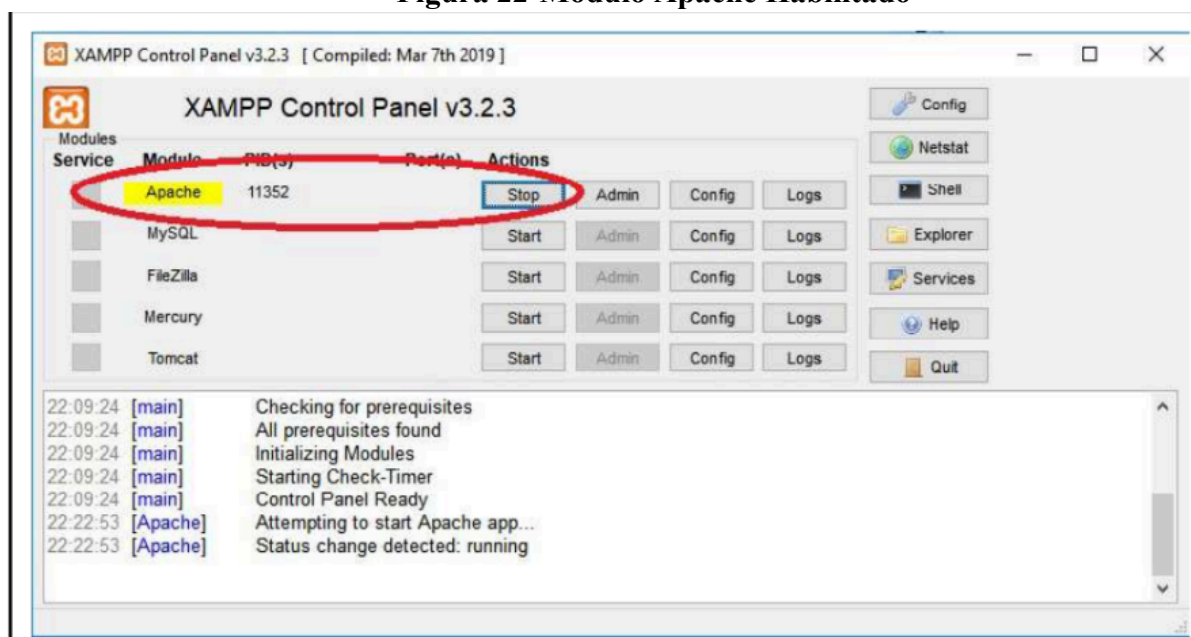 Figura 22 Módulo Apache Habilitado
XAMPP Control Panel v3.2.3 [ Compiled: Mar 7th 2019 ]
XAMPP Control Panel v3.2.3
Config
Modules
Service Module PID(s) Port(s) Actions
Netstat
Apache 11352 Stop Admin Config Logs
Shell
MySQL Start Admin Config Logs
Explorer
FileZilla Start Admin Config Logs
Services
Mercury Start Admin Config Logs
Help
Tomcat Start Admin Config Logs
Quit
22:09:24 [main] Checking for prerequisites
22:09:24 [main] All prerequisites found
22:09:24 [main] Initializing Modules
22:09:24 [main] Starting Check-Timer
22:09:24 [main] Control Panel Ready
22:22:53 [Apache] Attempting to start Apache app...
22:22:53 [Apache] Status change detected: running